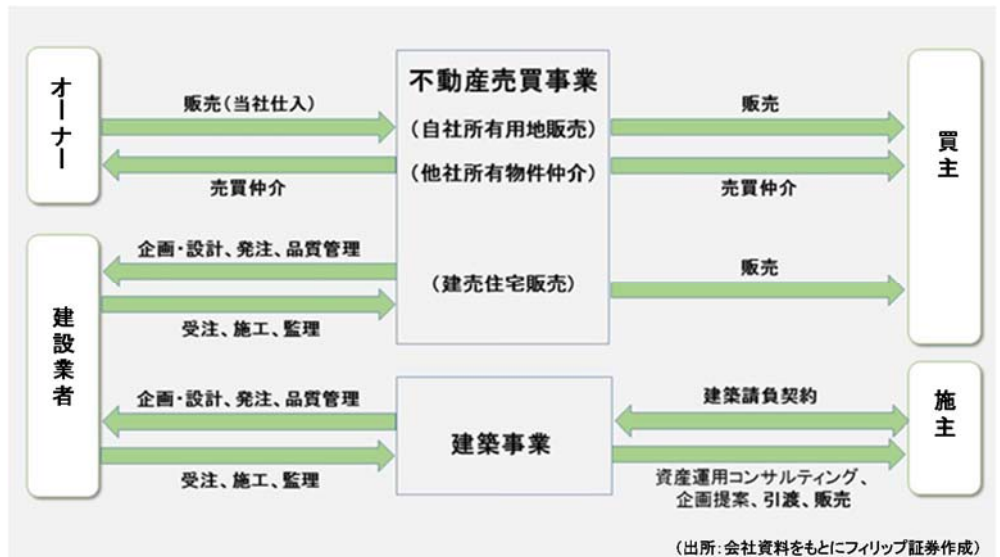 オーナー
販売(当社仕入)
売買仲介
不動産売買事業
(自社所有用地販売)
(他社所有物件仲介)
(建売住宅販売)
販売
売買仲介
販売
買主
建設業者
企画・設計、発注、品質管理
受注、施工、監理
企画・設計、発注、品質管理
受注、施工、監理
建築事業
建築請負契約
資産運用コンサルティング、
企画提案、引渡、販売
施主
(出所:会社資料をもとにフィリップ証券作成)